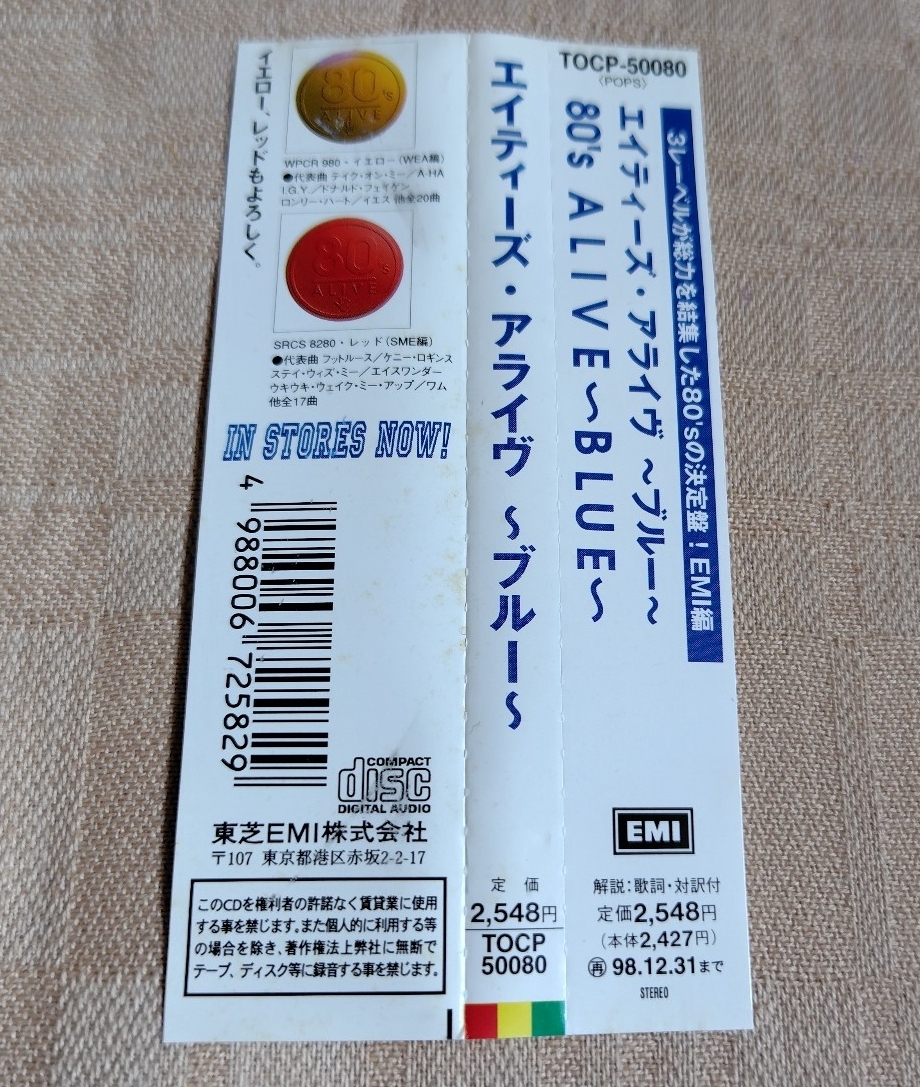 TOCP-50080
〈POPS〉
3レーベルが総力を結集した80'sの決定盤！EMI編
エイティーズ・アライヴ ～ブルー～
80's ALIVE～BLUE～
EMI
解説：歌詞・対訳付
定価2,548円
（本体2,427円）
再 98.12.31まで
STEREO
エイティーズ・アライヴ ～ブルー～
定 価
2,548円
TOCP
50080
イエロー、レッドもよろしく。
80's
ALIVE
WPCR 980・イエロー（WEA編）
●代表曲 テイク・オン・ミー／A-HA
I.G.Y.／ドナルド・フェイゲン
ロンリー・ハート／イエス 他全20曲
80's
ALIVE
SRCS 8280・レッド（SME編）
●代表曲 フットルース／ケニー・ロギンス
ステイ・ウィズ・ミー／エイスワンダー
ウキウキ・ウェイク・ミー・アップ／ワム
他全17曲
IN STORES NOW!
4 988006 725829
COMPACT
disc
DIGITAL AUDIO
東芝EMI株式会社
〒107 東京都港区赤坂2-2-17
このCDを権利者の許諾なく賃貸業に使用
する事を禁じます。また個人的に利用する等
の場合を除き、著作権法上弊社に無断で
テープ、ディスク等に録音する事を禁じます。